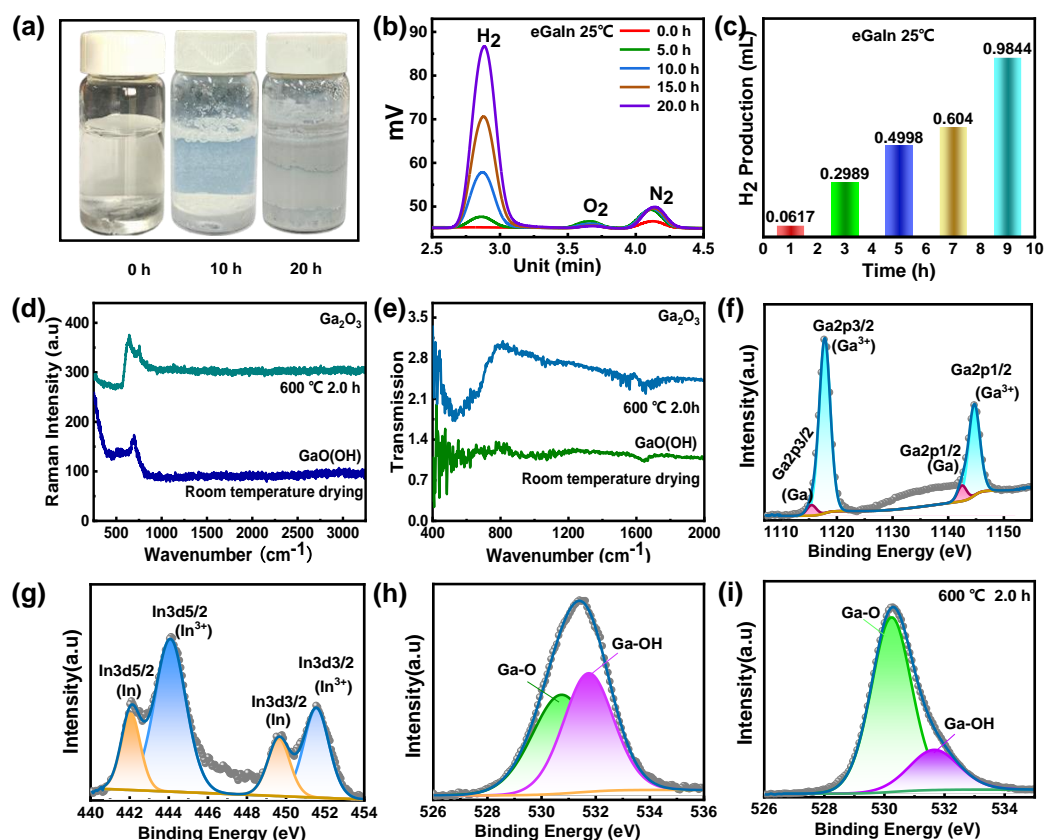 (a)
0 h
10 h
20 h
(b)
eGaIn 25℃
H2
O2
N2
0.0 h
5.0 h
10.0 h
15.0 h
20.0 h
mV
90
80
70
60
50
2.5
3.0
3.5
4.0
4.5
Unit (min)
(c)
eGaIn 25℃
0.0617
0.2989
0.4998
0.604
0.9844
H2 Production (mL)
0 1 2 3 4 5 6 7 8 9 10
Time (h)
(d)
Ga2O3
600 ℃ 2.0 h
GaO(OH)
Room temperature drying
Raman Intensity (a.u)
400
300
200
100
0
500 1000 1500 2000 2500 3000
Wavenumber (cm-1)
(e)
Ga2O3
600 ℃ 2.0h
GaO(OH)
Room temperature drying
Transmission
3.0
2.4
1.8
1.2
0.6
0.0
400 800 1200 1600 2000
Wavenumber (cm-1)
(f)
Ga2p3/2
(Ga3+)
Ga2p1/2
(Ga3+)
Ga2p3/2
(Ga)
Ga2p1/2
(Ga)
Intensity(a.u)
1110 1120 1131 1141 1152
Binding Energy (eV)
(g)
In3d5/2
(In3+)
In3d5/2
(In)
In3d3/2
(In3+)
In3d3/2
(In)
Intensity(a.u)
440 442 444 446 448 450 452 454
Binding Energy (eV)
(h)
Ga-O
Ga-OH
Intensity(a.u)
526 528 530 532 534 536
Binding Energy (eV)
(i)
600 ℃ 2.0 h
Ga-O
Ga-OH
Intensity(a.u)
526 528 530 532 534
Binding Energy (eV)